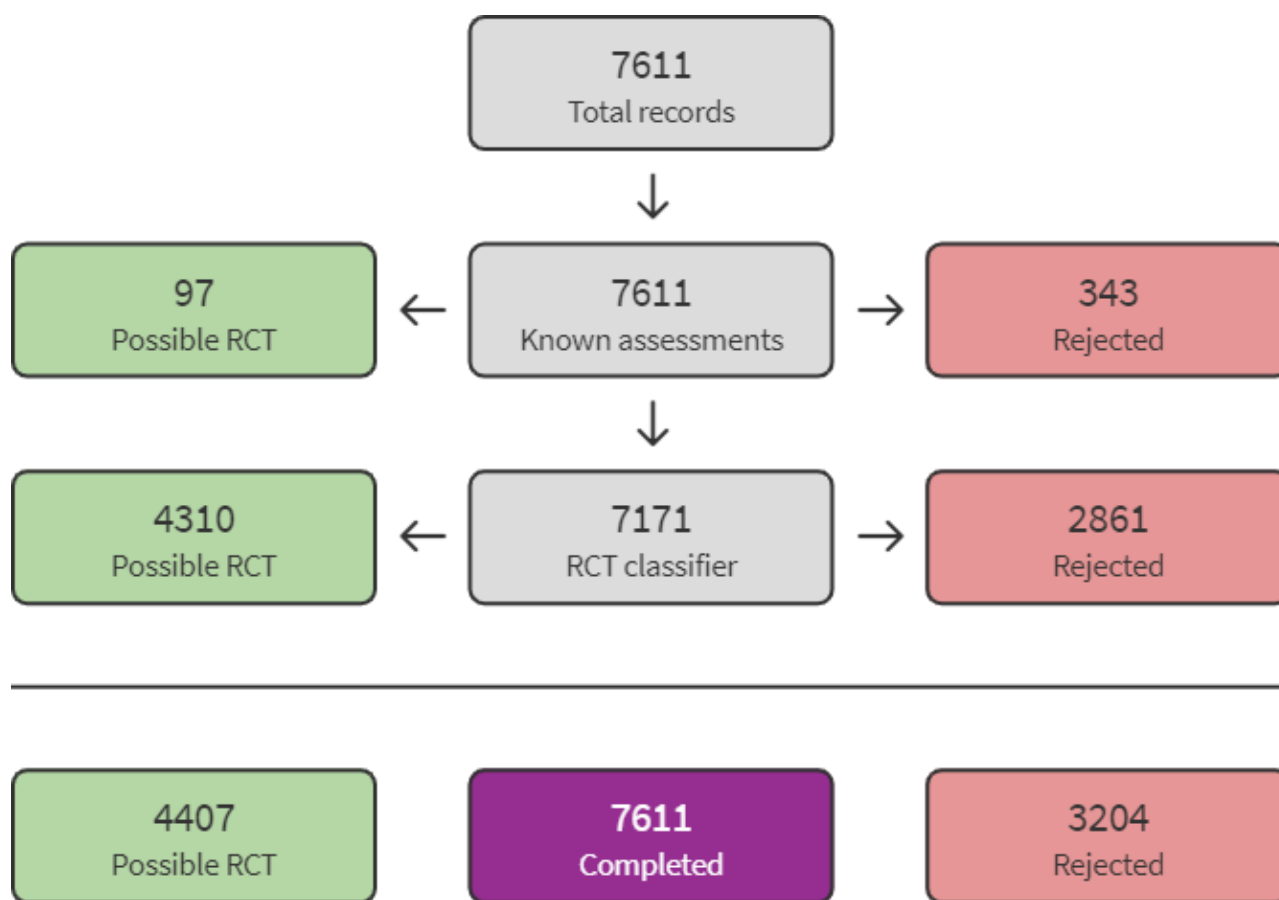 7611
Total records
97
Possible RCT
7611
Known assessments
343
Rejected
4310
Possible RCT
7171
RCT classifier
2861
Rejected
4407
Possible RCT
7611
Completed
3204
Rejected